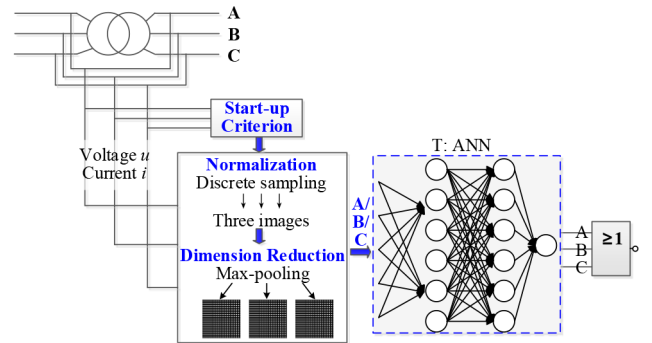 A
B
C
Start-up
Criterion
Voltage u
Current i
Normalization
Discrete sampling
Three images
Dimension Reduction
Max-pooling
A/
B/
C
T: ANN
A
B
C
≥1